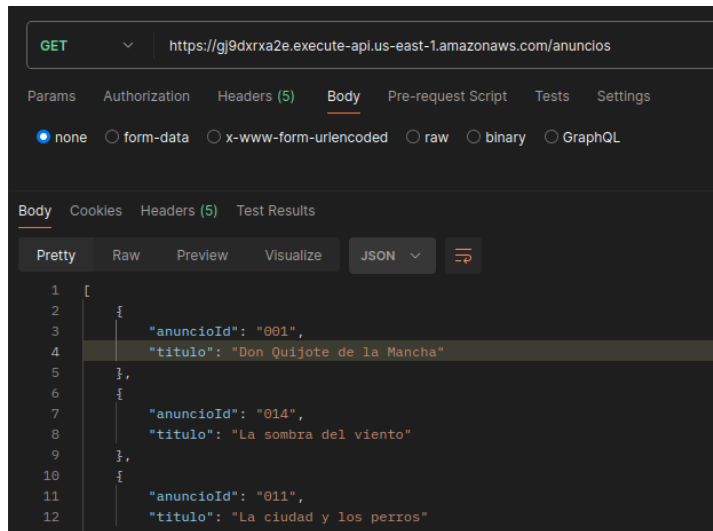 GET https://gj9dxrxa2e.execute-api.us-east-1.amazonaws.com/anuncios
Params Authorization Headers (5) Body Pre-request Script Tests Settings
none form-data x-www-form-urlencoded raw binary GraphQL
Body Cookies Headers (5) Test Results
Pretty Raw Preview Visualize JSON
1 [
2 {
3 "anuncioId": "001",
4 "titulo": "Don Quijote de la Mancha"
5 },
6 {
7 "anuncioId": "014",
8 "titulo": "La sombra del viento"
9 },
10 {
11 "anuncioId": "011",
12 "titulo": "La ciudad y los perros"